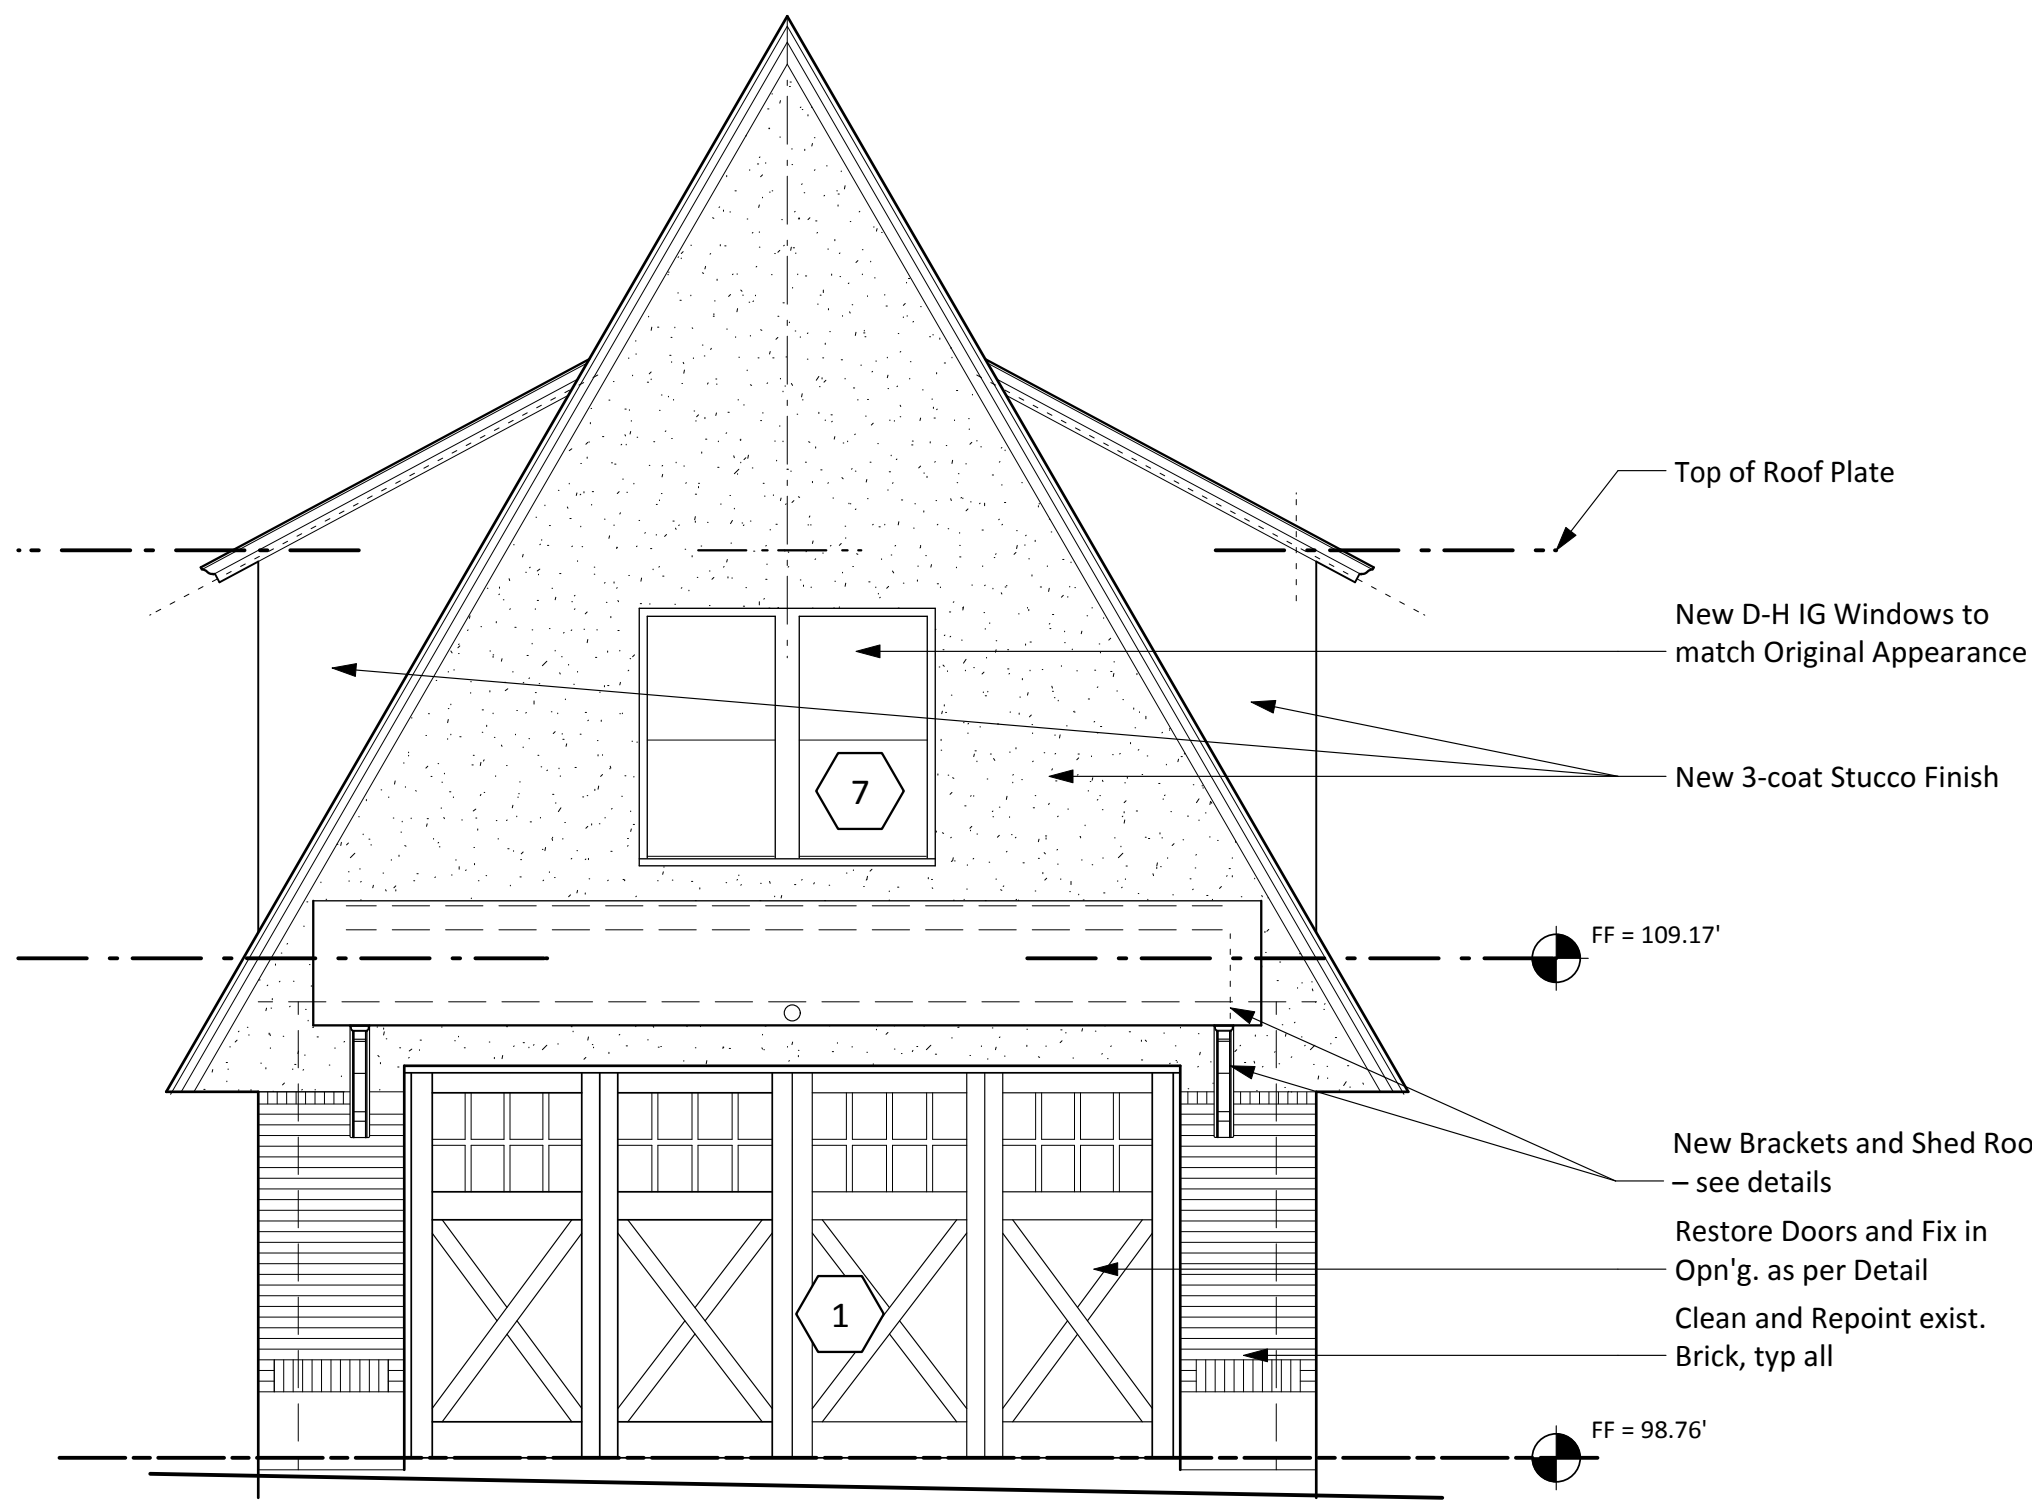 Top of Roof Plate
New D-H IG Windows to
match Original Appearance
7
New 3-coat Stucco Finish
FF = 109.17'
New Brackets and Shed Roo
– see details
Restore Doors and Fix in
Opn'g. as per Detail
1
Clean and Repoint exist.
Brick, typ all
FF = 98.76'